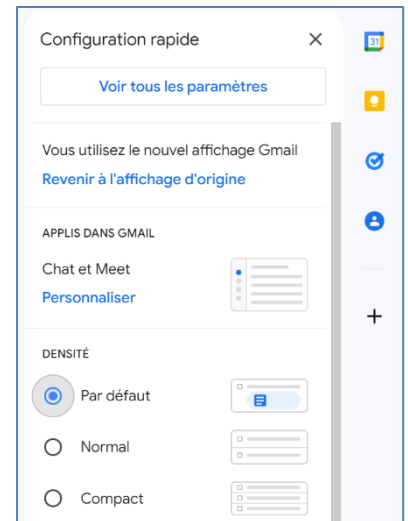 Configuration rapide
31
Voir tous les paramètres
Vous utilisez le nouvel affichage Gmail
Revenir à l'affichage d'origine
APPLIS DANS GMAIL
Chat et Meet
Personnaliser
DENSITÉ
Par défaut
Normal
Compact